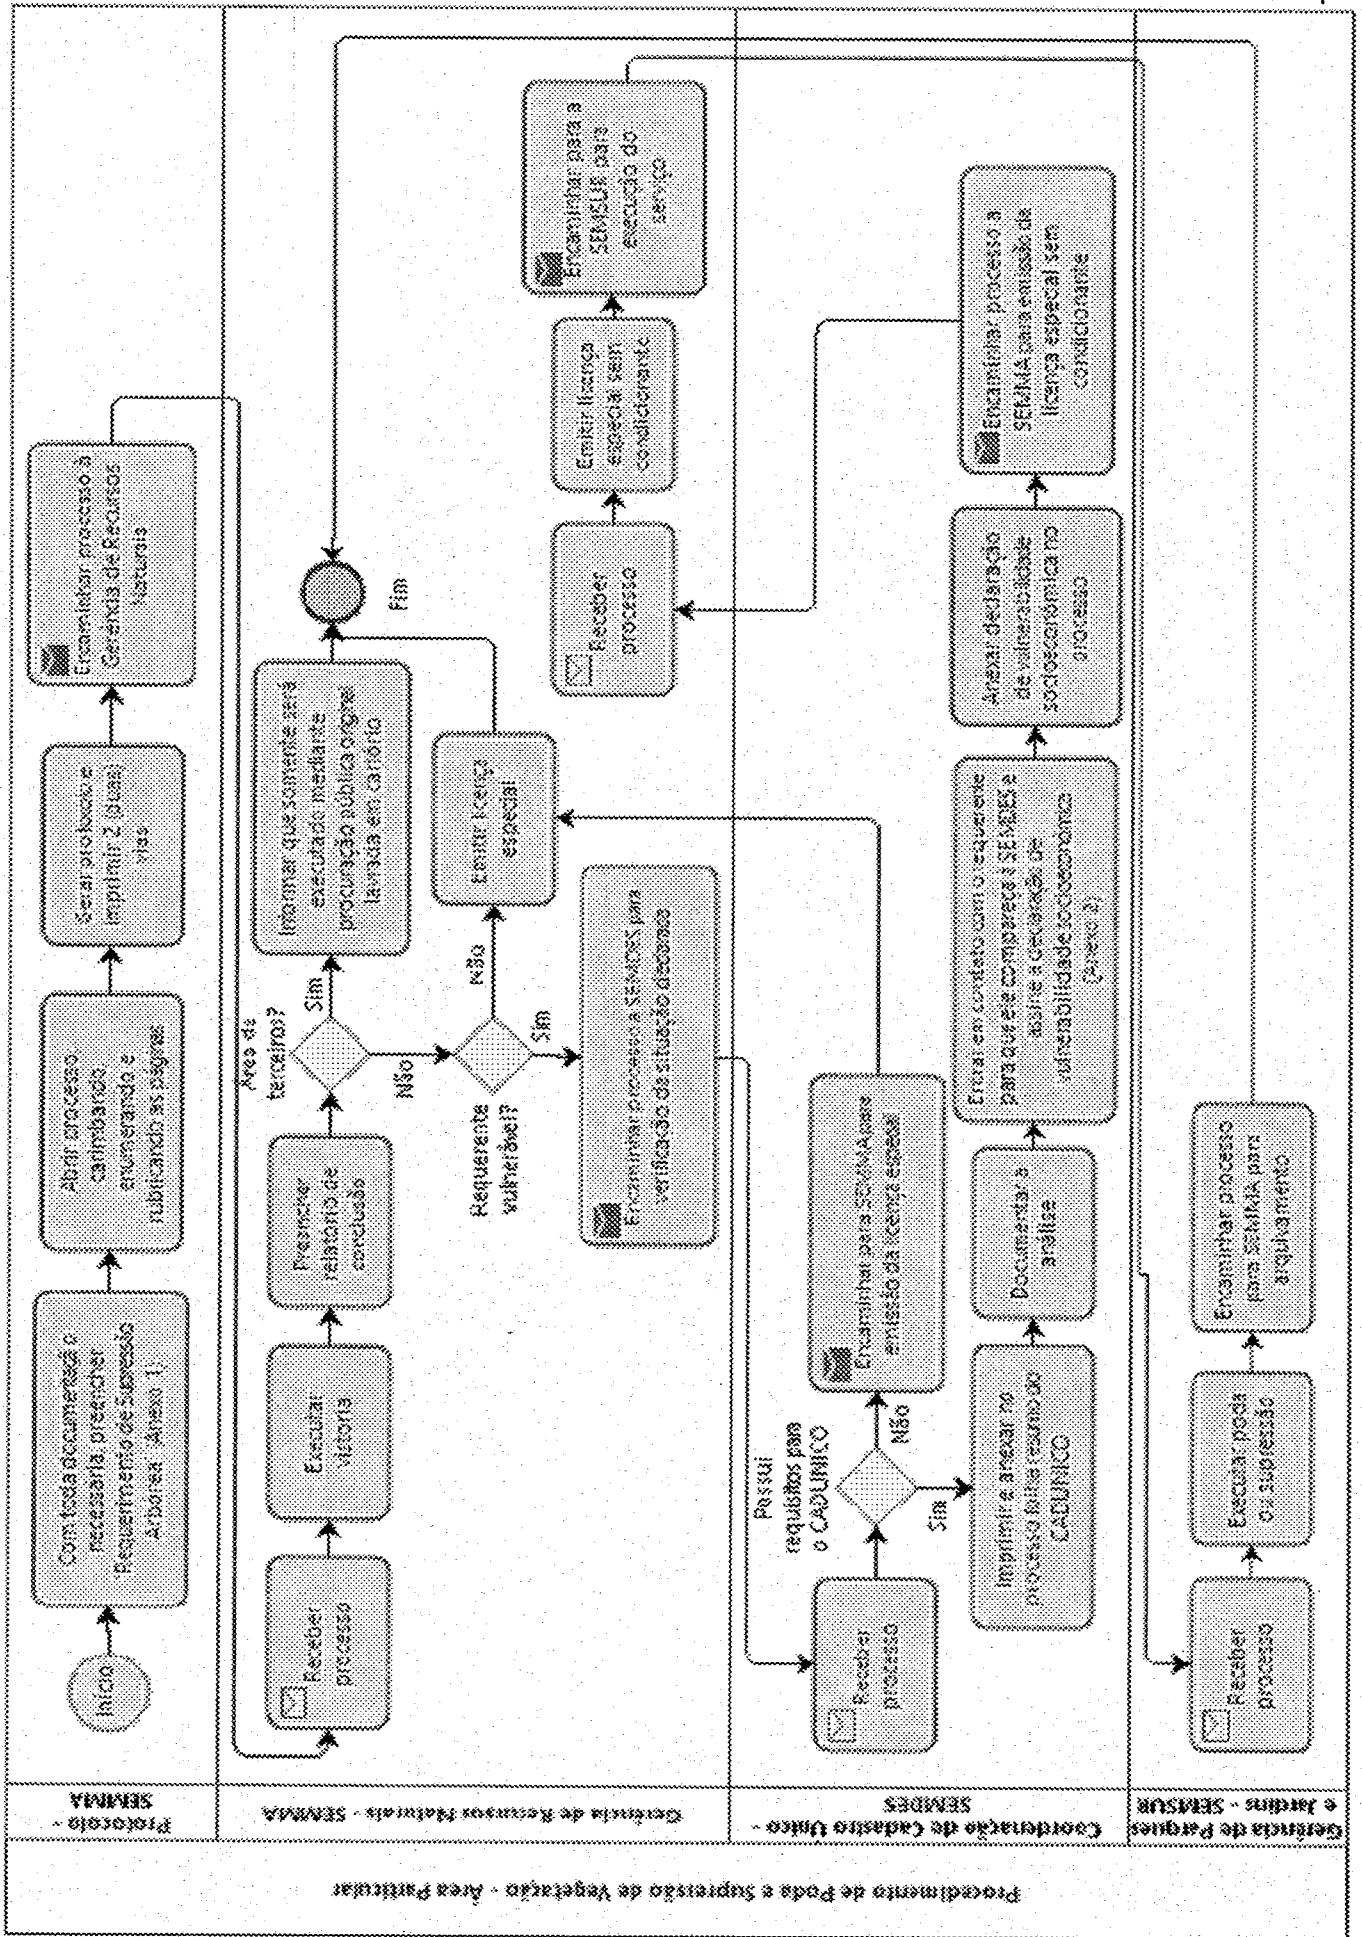 Procedimento de Poda e Supressão de Vegetação - Área Particular
Protocolo -
SEMMA
Início
Com toda documentação
necessária, preencher
Requerimento de Supressão
Arbórea (Anexo 1)
Abrir processo,
carimbando
enumerando e
rubricando as páginas
Gerar protocolo e
imprimir 2 (duas)
vias
Encaminhar processo à
Gerência de Recursos
Naturais
Gerência de Recursos Naturais - SEMMA
Receber
processo
Executar
vistoria
Preencher
relatório de
conclusão
Área de
terceiros?
Sim
Não
Informar que somente será
executado mediante
procuração pública original
lavrada em cartório
Fim
Requerente
vulnerável?
Não
Sim
Emitir licença
especial
Encaminhar processo a SEMDES para
verificação da situação
Receber
processo
Emitir licença
especial sem
condicionante
Encaminhar para a
SEMSUR para
execução do
serviço
Coordenação de Cadastro Único -
SEMDES
Receber
processo
Possui
requisitos para
o CADUNICO
Não
Sim
Encaminhar para SEMMA para
emissão da licença especial
Imprimir e anexar no
processo folha resumo do
CADUNICO
Documentar a
análise
Entrar em contato com o requerente
para que e compareça a SEMDES e
assine a declaração de
vulnerabilidade socioeconomica
(Anexo 2)
Anexar declaração
de vulnerabilidade
socioeconômica no
processo
Encaminhar processo a
SEMMA para emissão da
licença especial sem
condicionante
Gerência de Parques
e Jardins - SEMSUR
Receber
processo
Executar poda
ou supressão
Encaminhar processo
para SEMMA para
arquivamento